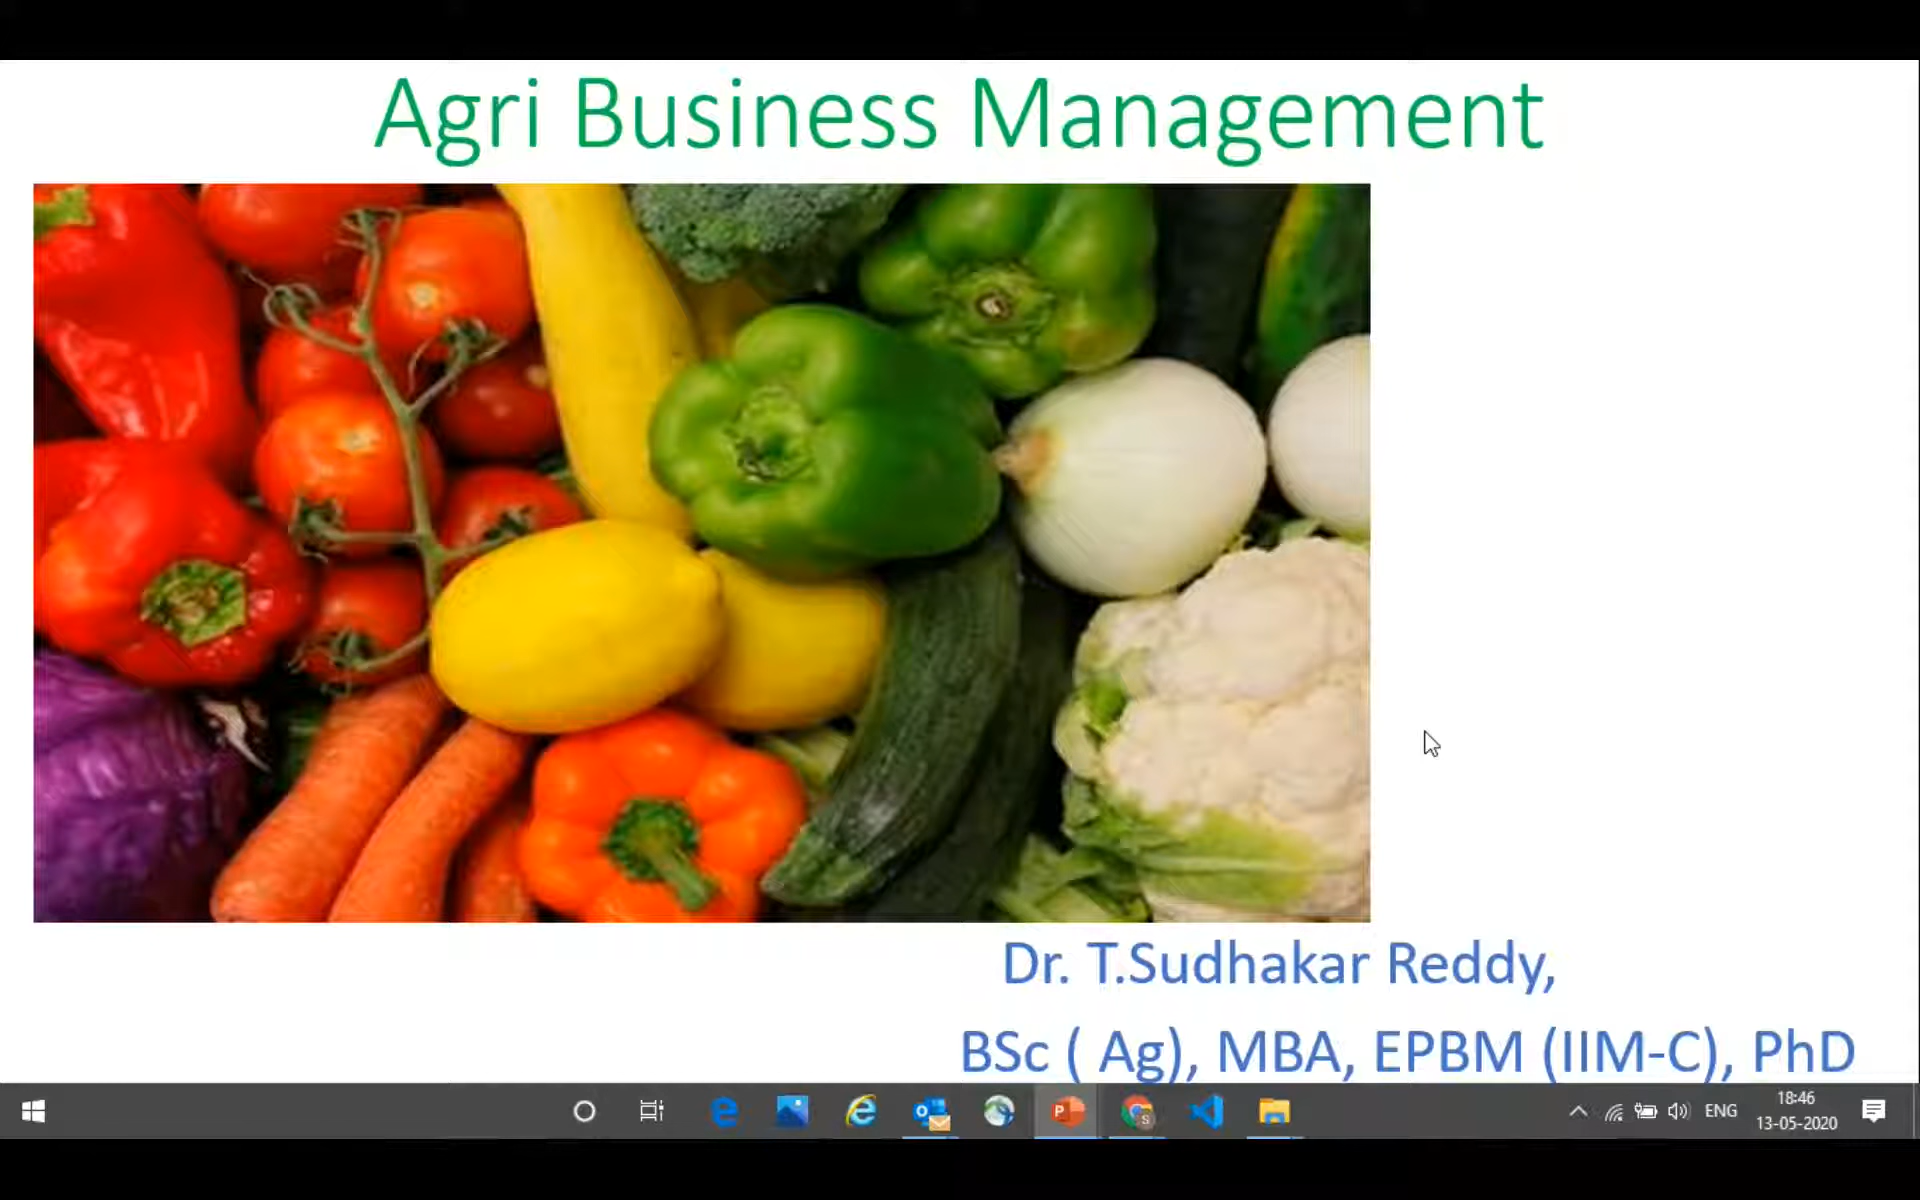 Agri Business Management
Dr. T.Sudhakar Reddy,
BSc ( Ag), MBA, EPBM (IIM-C), PhD
ENG
18:46
13-05-2020